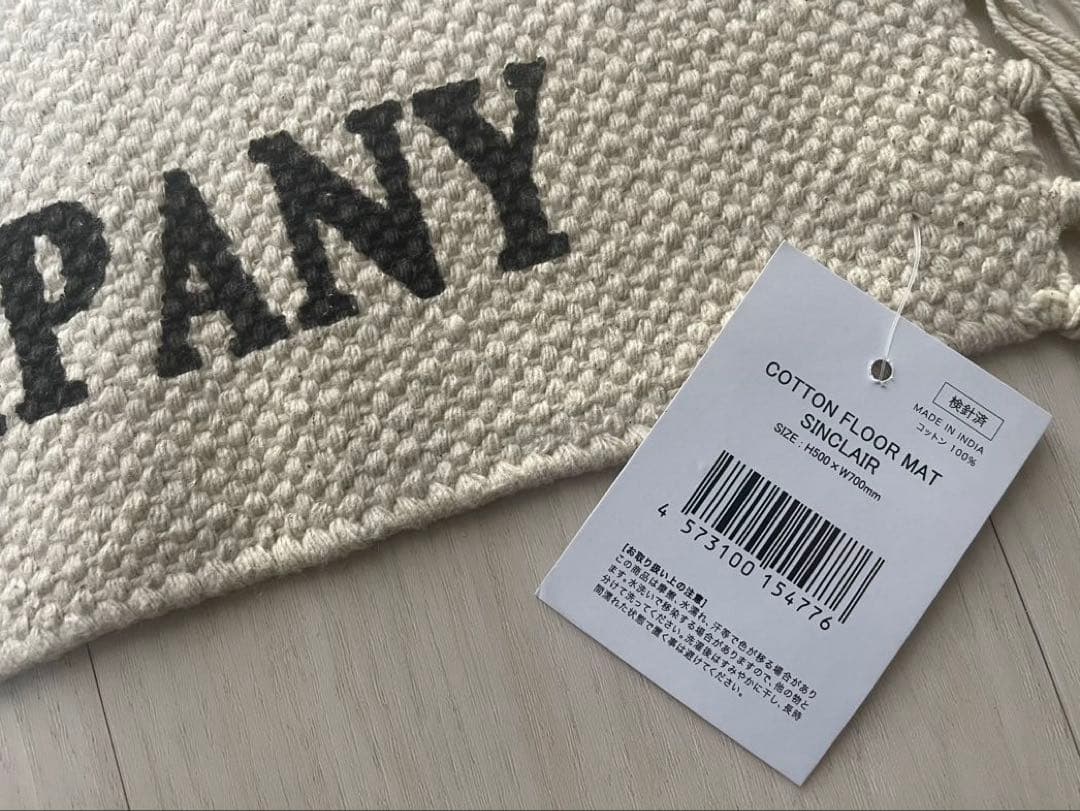 PANY
検針済
MADE IN INDIA
コットン 100%
COTTON FLOOR MAT
SINCLAIR
SIZE : H500×W700mm
4 573100 154776
[お取り扱い上の注意]
この商品は摩擦、水濡れ、汗等で色が移る場合があり
ます。水洗いで移染する場合がありますので、他の物と
分けて洗ってください。洗濯後はすみやかに干し、長時
間濡れた状態で置く事は避けてください。